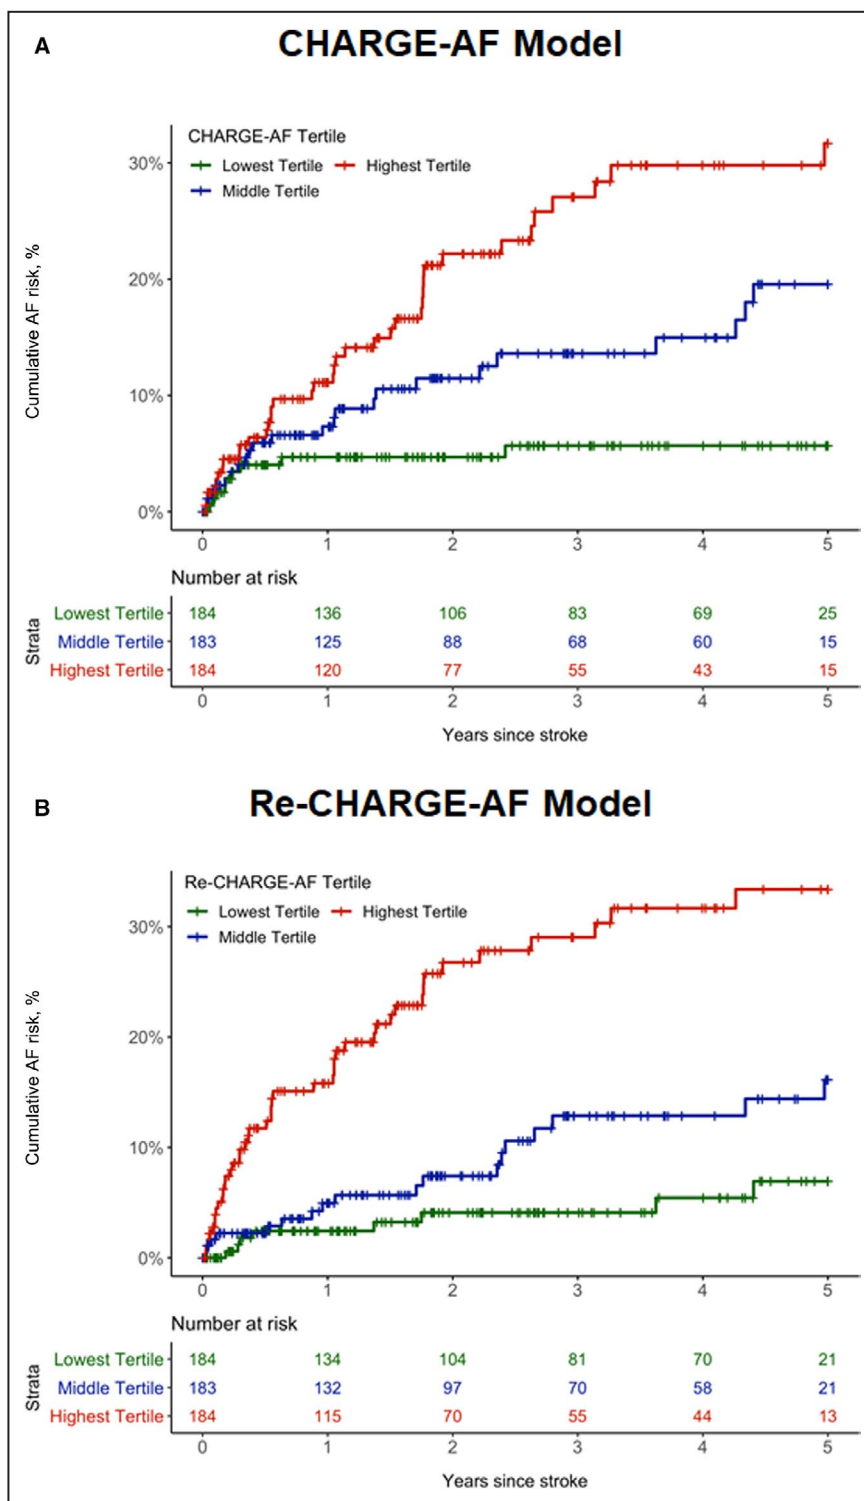 A
CHARGE-AF Model
CHARGE-AF Tertile
Lowest Tertile Highest Tertile
Middle Tertile
Cumulative AF risk, %
30%
20%
10%
0%
0 1 2 3 4 5
Number at risk
Strata
Lowest Tertile 184 136 106 83 69 25
Middle Tertile 183 125 88 68 60 15
Highest Tertile 184 120 77 55 43 15
0 1 2 3 4 5
Years since stroke
B
Re-CHARGE-AF Model
Re-CHARGE-AF Tertile
Lowest Tertile Highest Tertile
Middle Tertile
Cumulative AF risk, %
30%
20%
10%
0%
0 1 2 3 4 5
Number at risk
Strata
Lowest Tertile 184 134 104 81 70 21
Middle Tertile 183 132 97 70 58 21
Highest Tertile 184 115 70 55 44 13
0 1 2 3 4 5
Years since stroke